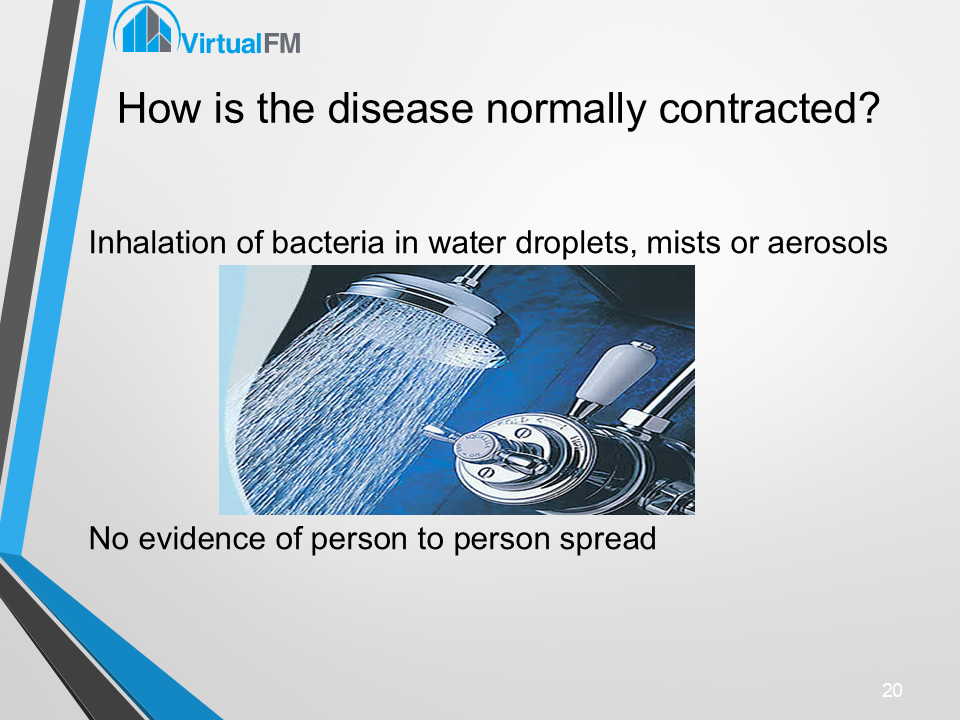 VirtualFM
How is the disease normally contracted?
Inhalation of bacteria in water droplets, mists or aerosols
No evidence of person to person spread
20